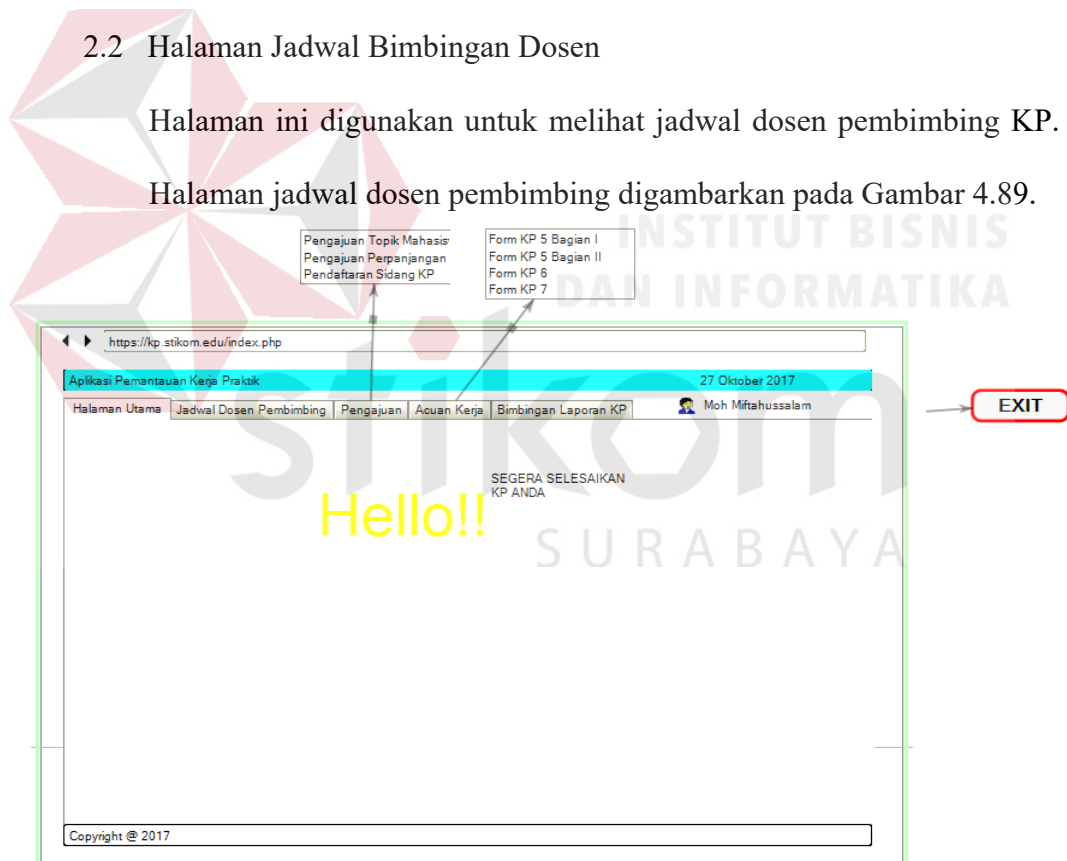 2.2 Halaman Jadwal Bimbingan Dosen
Halaman ini digunakan untuk melihat jadwal dosen pembimbing KP.
Halaman jadwal dosen pembimbing digambarkan pada Gambar 4.89.
INSTITUT BISNIS
DAN INFORMATIKA
Pengajuan Topik Mahasis
Pengajuan Perpanjangan
Pendaftaran Sidang KP
Form KP 5 Bagian I
Form KP 5 Bagian II
Form KP 6
Form KP 7
https://kp.stikom.edu/index.php
Aplikasi Pemantauan Kerja Praktik 27 Oktober 2017
Halaman Utama Jadwal Dosen Pembimbing Pengajuan Acuan Kerja Bimbingan Laporan KP Moh Miftahussalam
EXIT
stikom
SEGERA SELESAIKAN
KP ANDA
Hello!!
SURABAYA
Copyright @ 2017